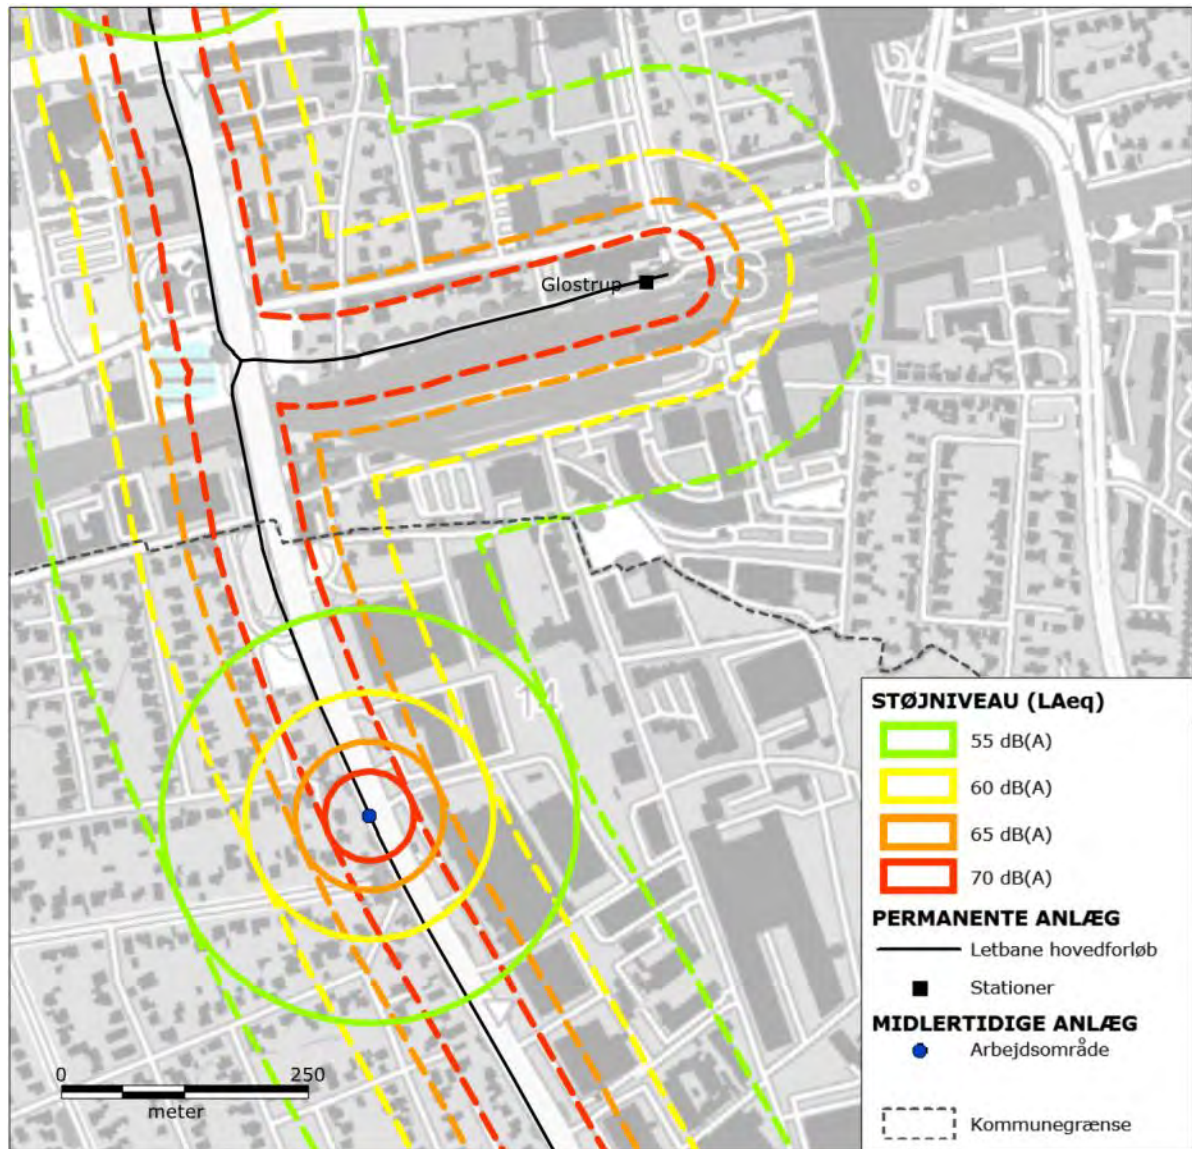 Glostrup
14
STØJNIVEAU (LAeq)
55 dB(A)
60 dB(A)
65 dB(A)
70 dB(A)
PERMANENTE ANLÆG
Letbane hovedforløb
Stationer
MIDLERTIDIGE ANLÆG
Arbejdsområde
Kommunegrænse
0 250
meter